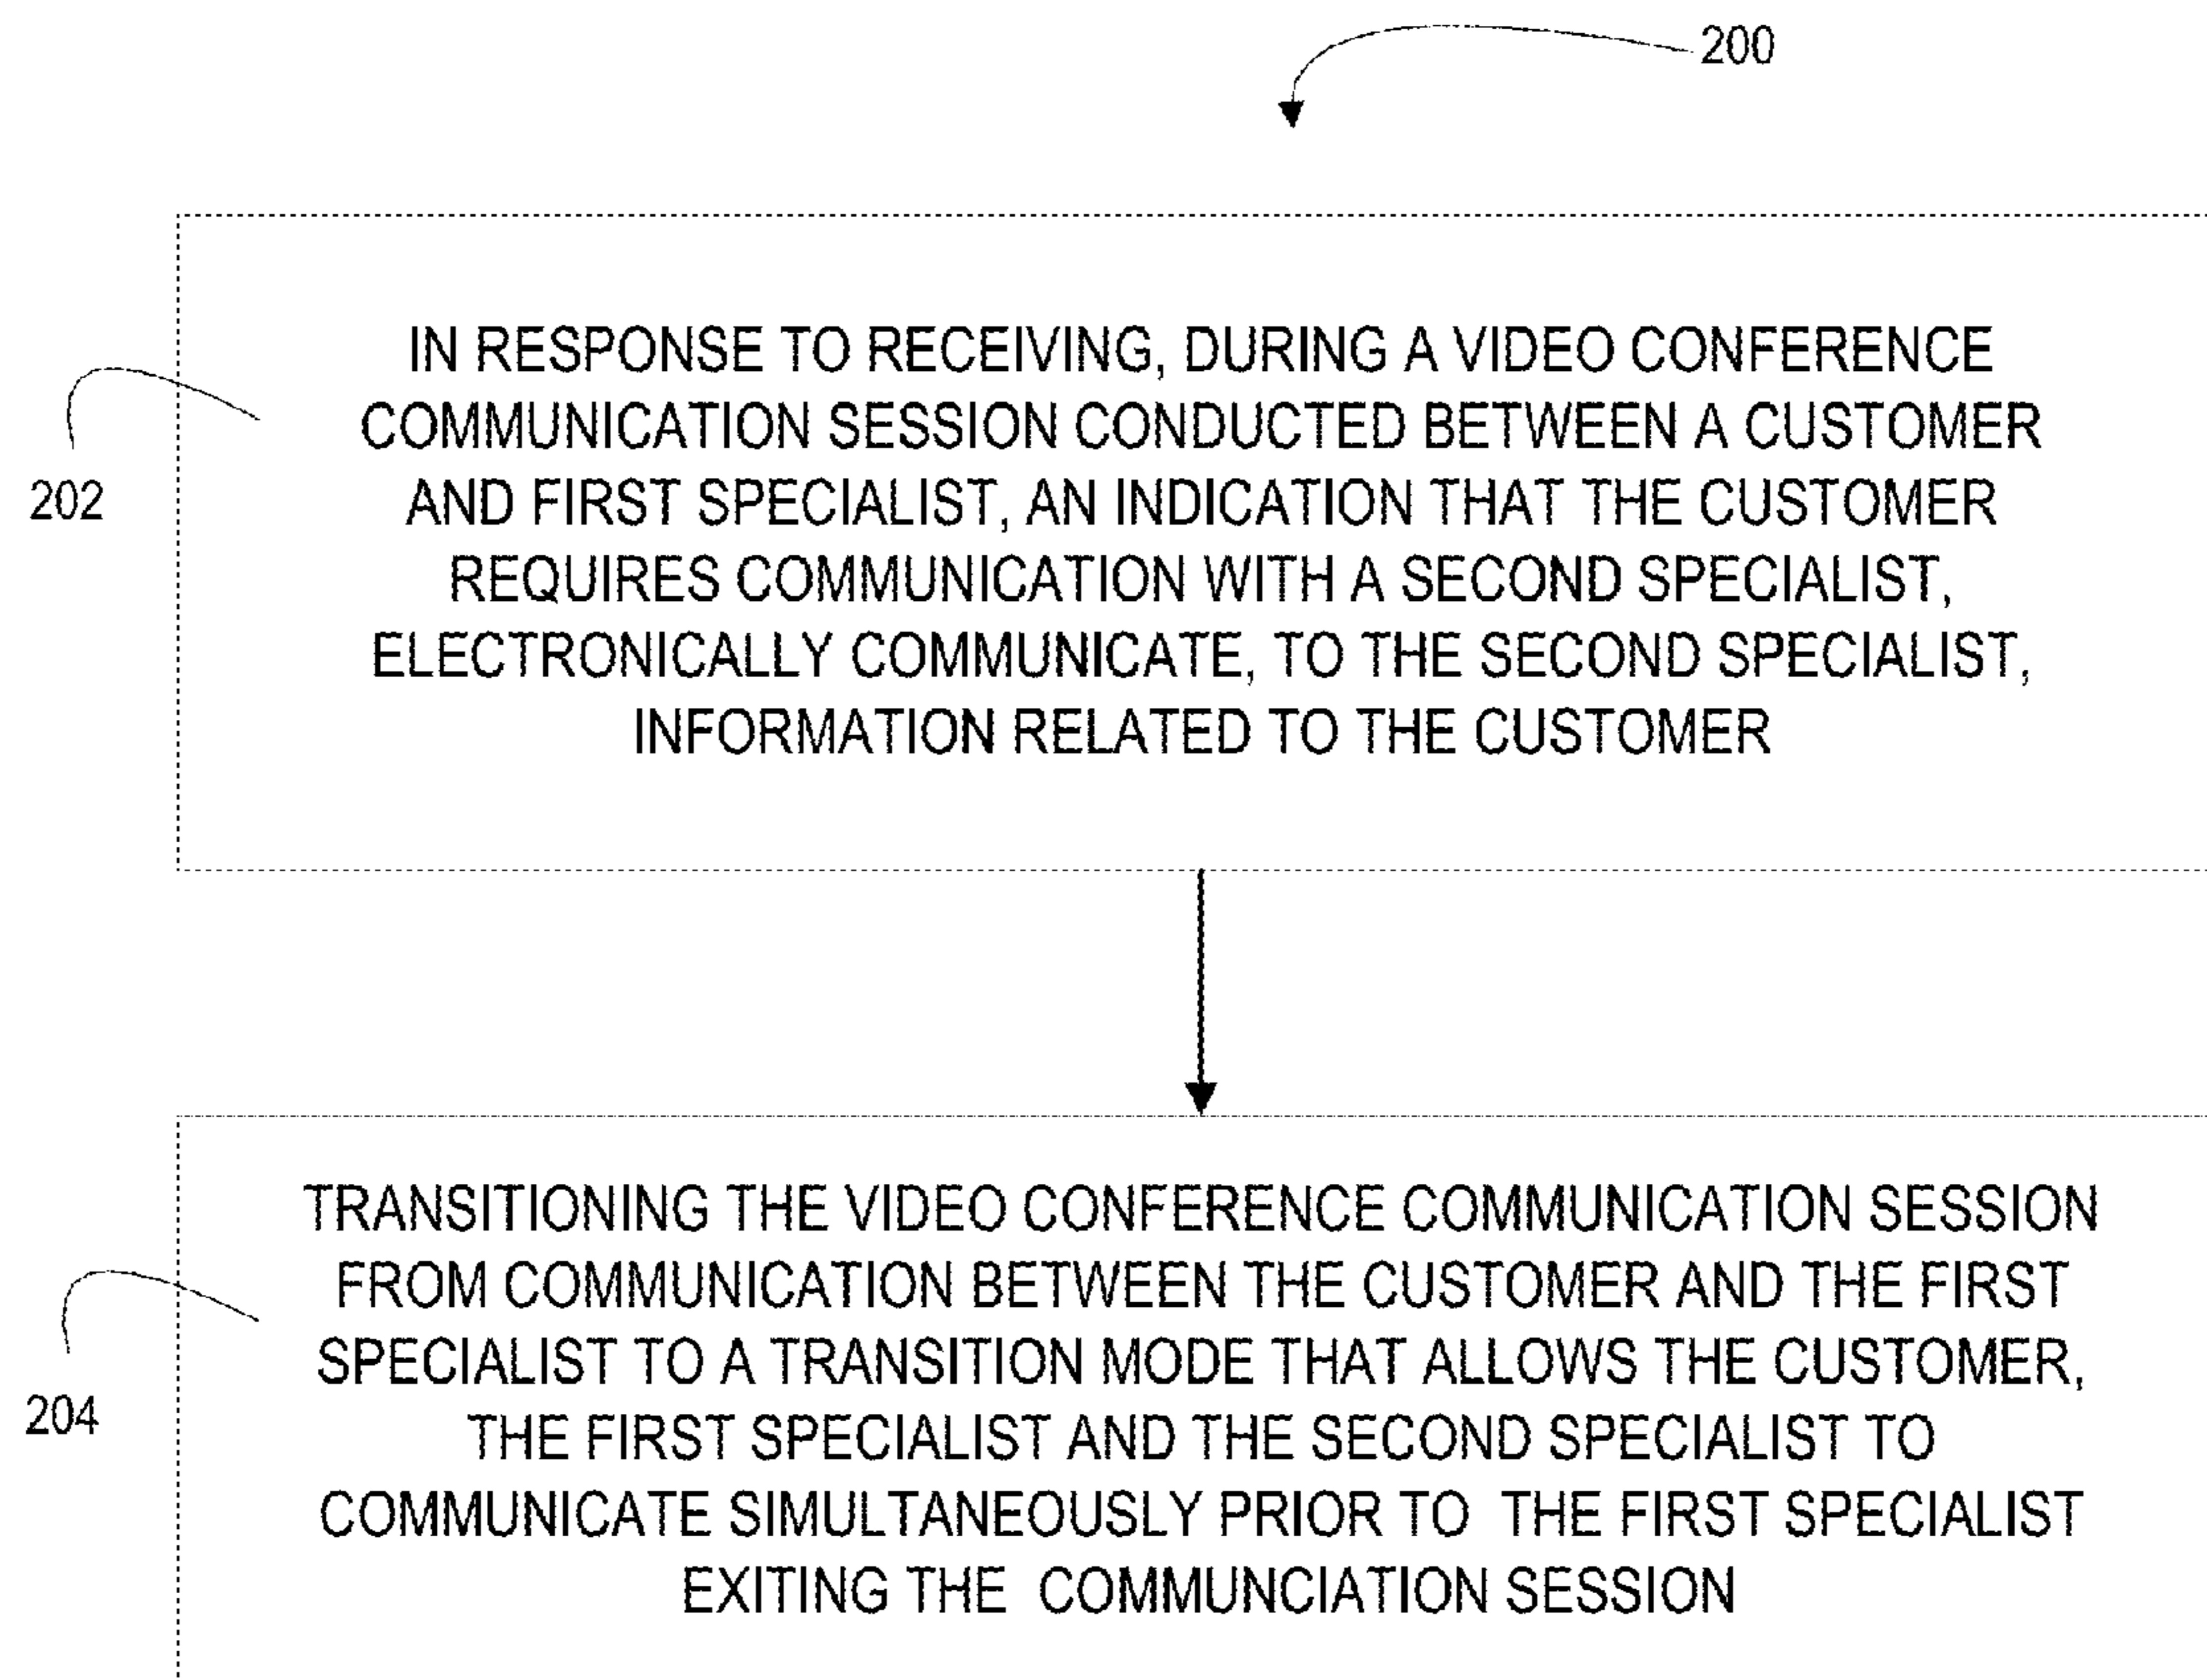 200
IN RESPONSE TO RECEIVING, DURING A VIDEO CONFERENCE
COMMUNICATION SESSION CONDUCTED BETWEEN A CUSTOMER
AND FIRST SPECIALIST, AN INDICATION THAT THE CUSTOMER
REQUIRES COMMUNICATION WITH A SECOND SPECIALIST,
ELECTRONICALLY COMMUNICATE, TO THE SECOND SPECIALIST,
INFORMATION RELATED TO THE CUSTOMER
202
TRANSITIONING THE VIDEO CONFERENCE COMMUNICATION SESSION
FROM COMMUNICATION BETWEEN THE CUSTOMER AND THE FIRST
SPECIALIST TO A TRANSITION MODE THAT ALLOWS THE CUSTOMER,
THE FIRST SPECIALIST AND THE SECOND SPECIALIST TO
COMMUNICATE SIMULTANEOUSLY PRIOR TO THE FIRST SPECIALIST
EXITING THE COMMUNCIATION SESSION
204